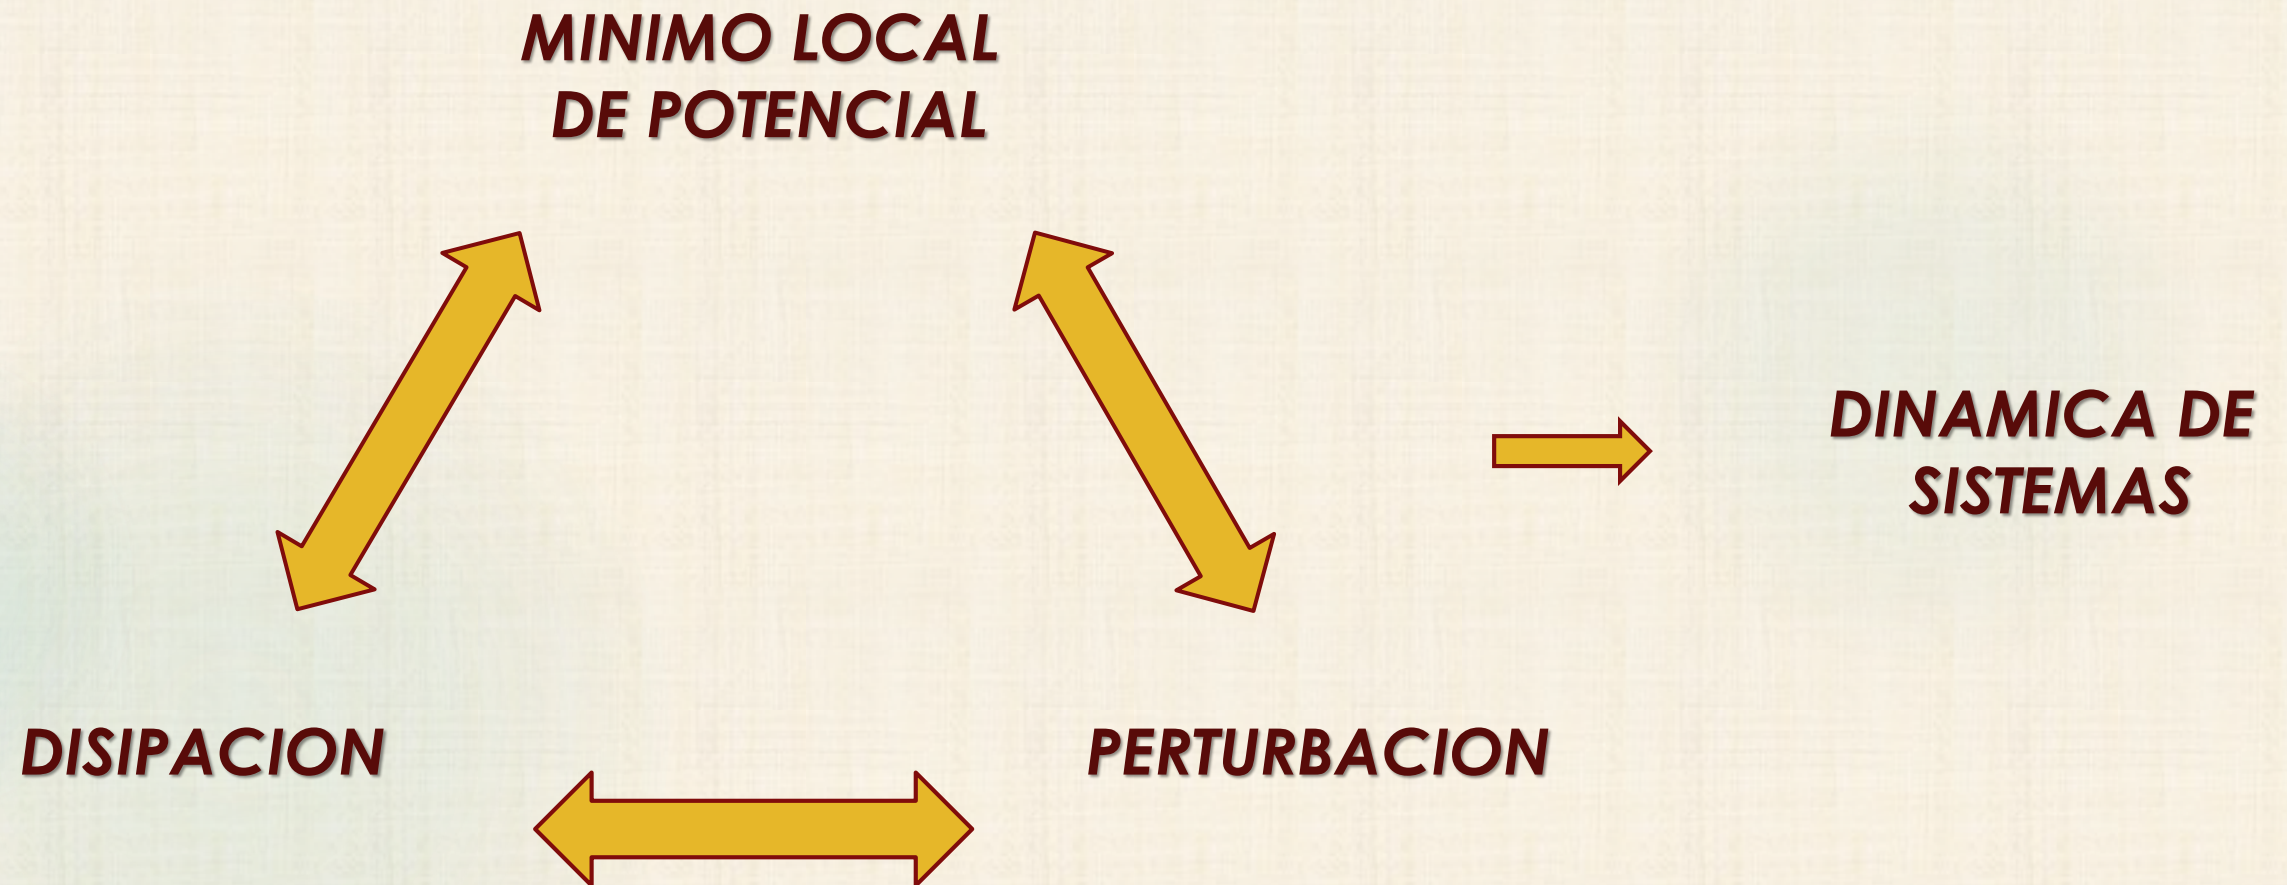 MINIMO LOCAL
DE POTENCIAL
DINAMICA DE
SISTEMAS
DISIPACION
PERTURBACION